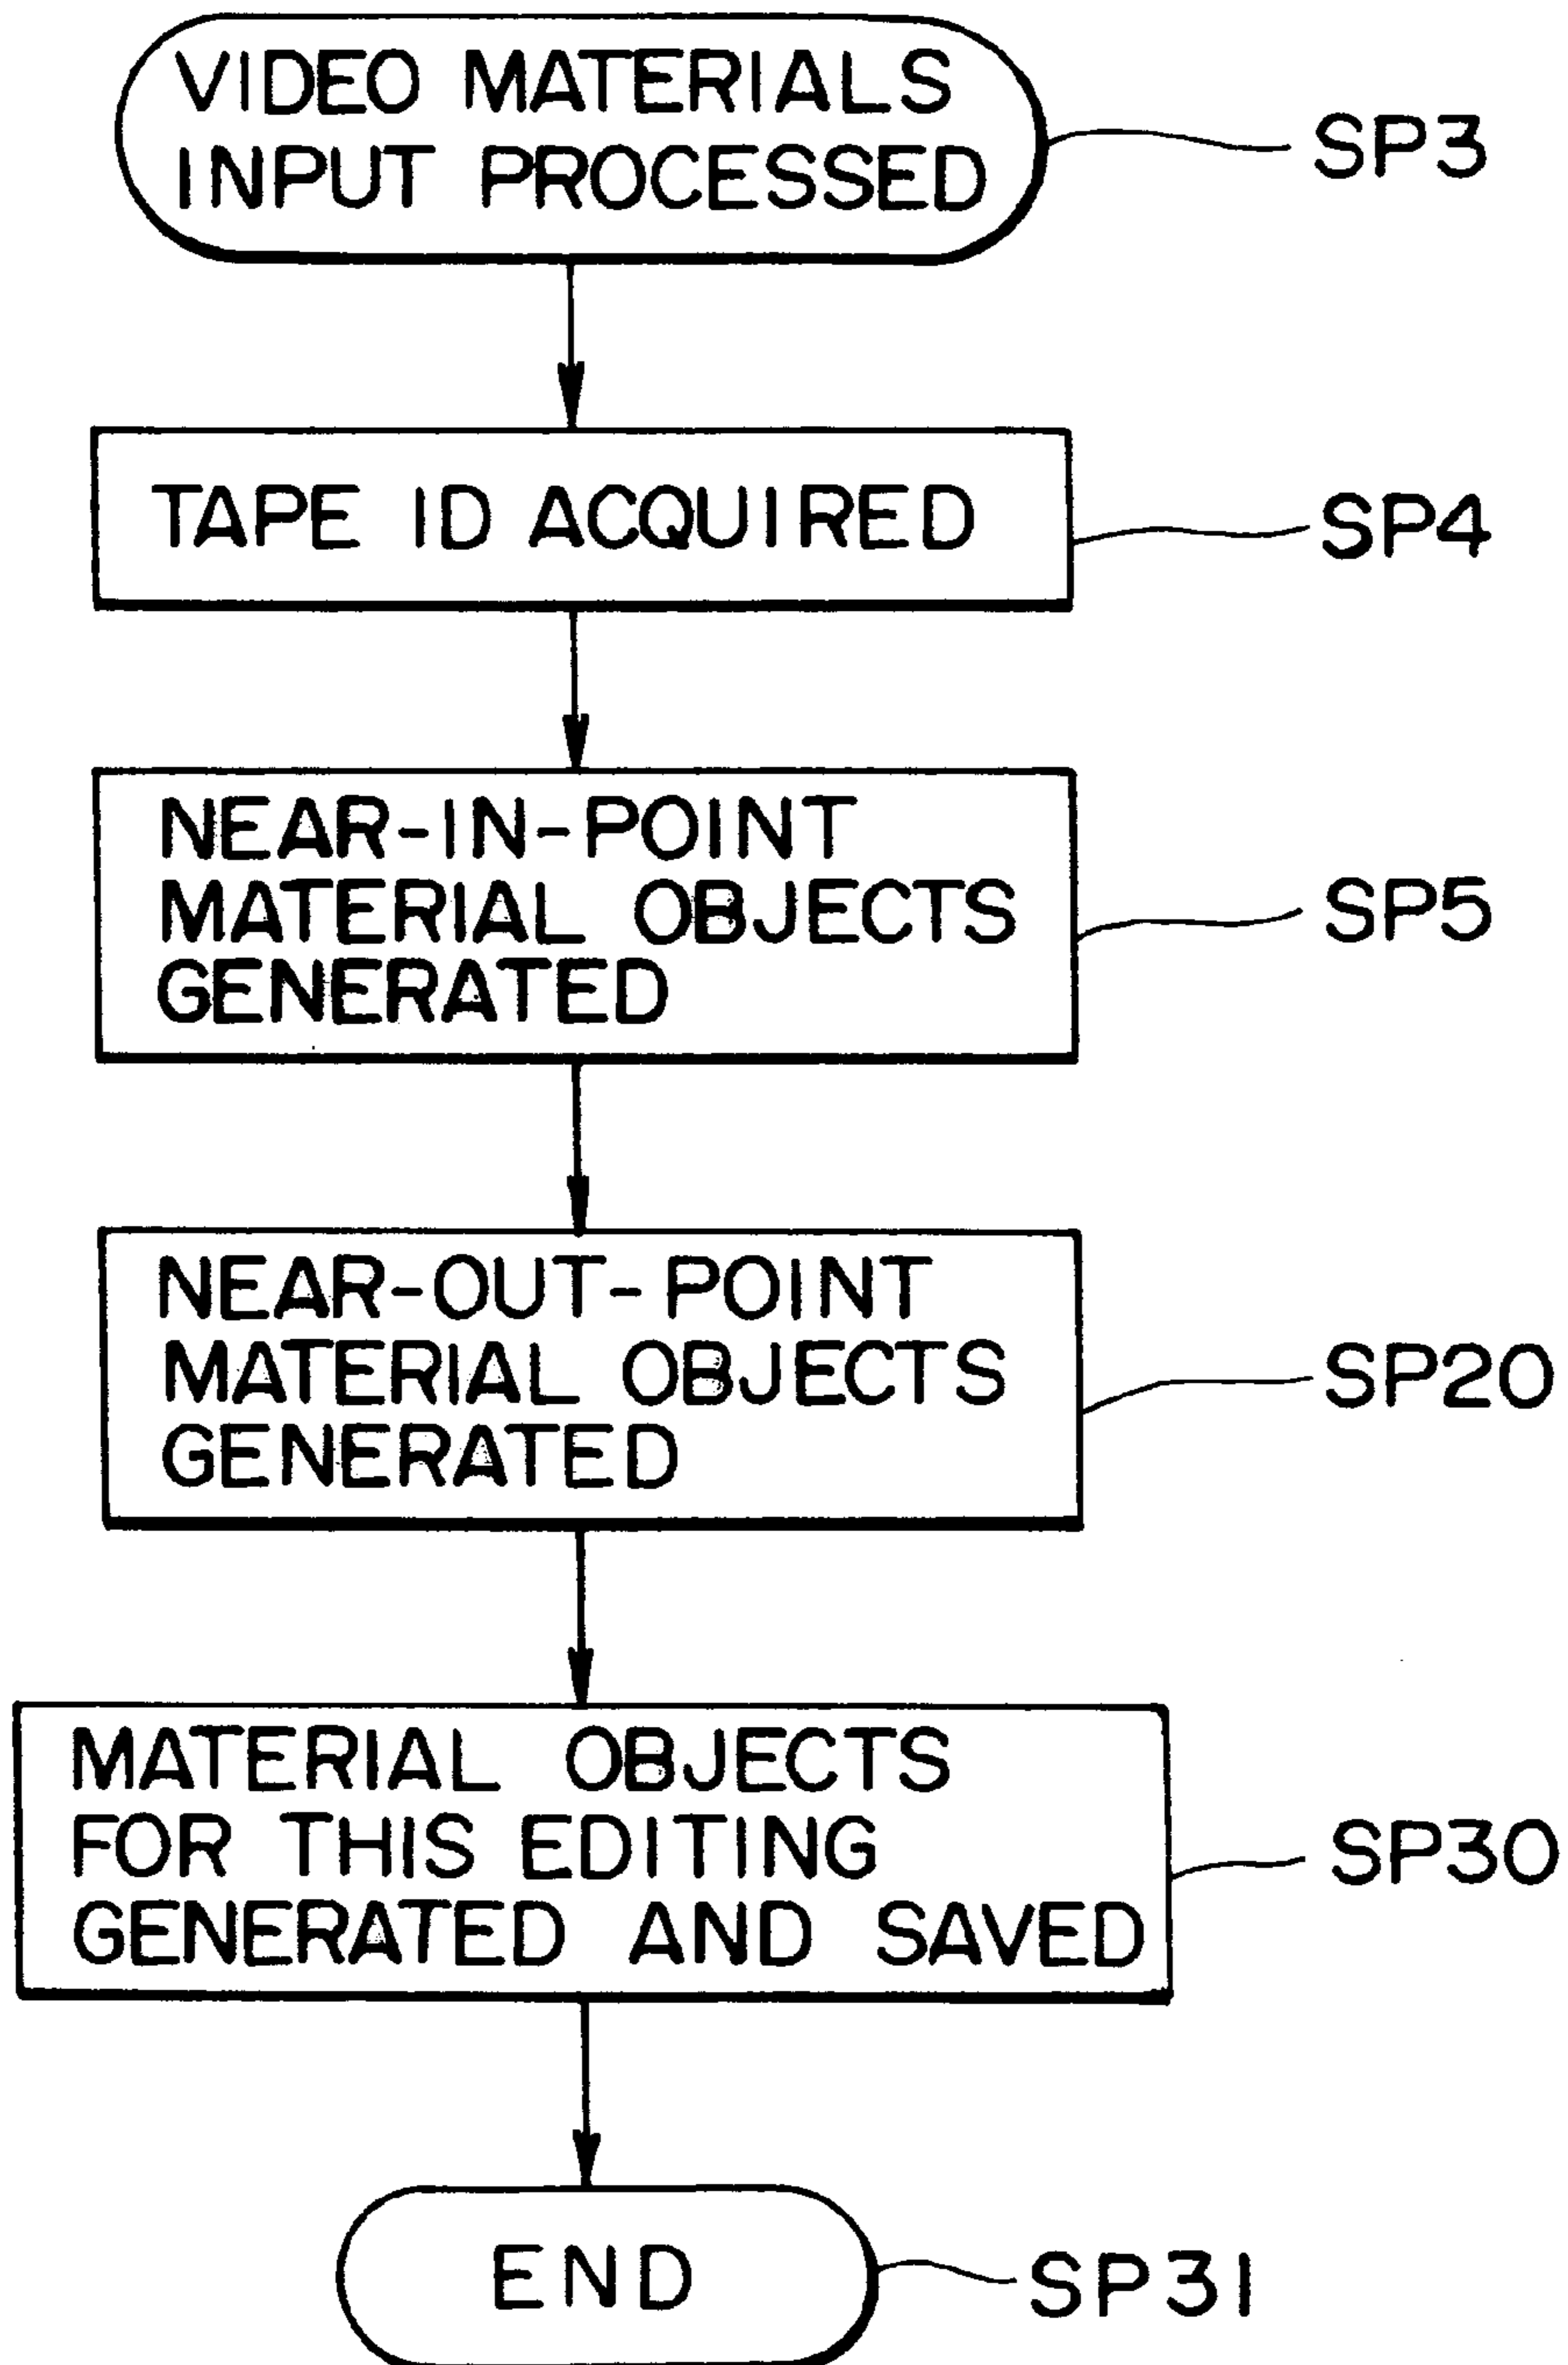 VIDEO MATERIALS
INPUT PROCESSED
SP3
TAPE ID ACQUIRED
SP4
NEAR-IN-POINT
MATERIAL OBJECTS
GENERATED
SP5
NEAR-OUT-POINT
MATERIAL OBJECTS
GENERATED
SP20
MATERIAL OBJECTS
FOR THIS EDITING
GENERATED AND SAVED
SP30
END
SP31